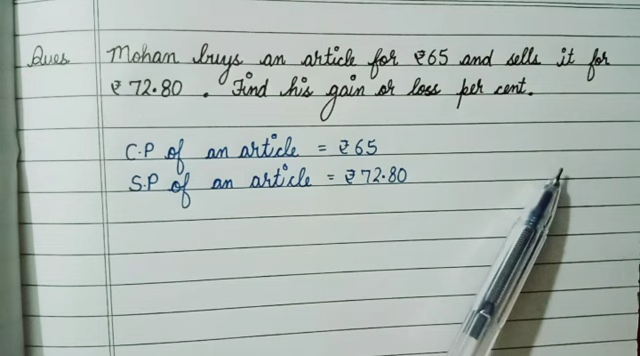 Ques Mohan buys an article for ₹65 and sells it for
₹ 72.80 . Find his gain or loss per cent.
C.P of an article = ₹65
S.P of an article = ₹72.80